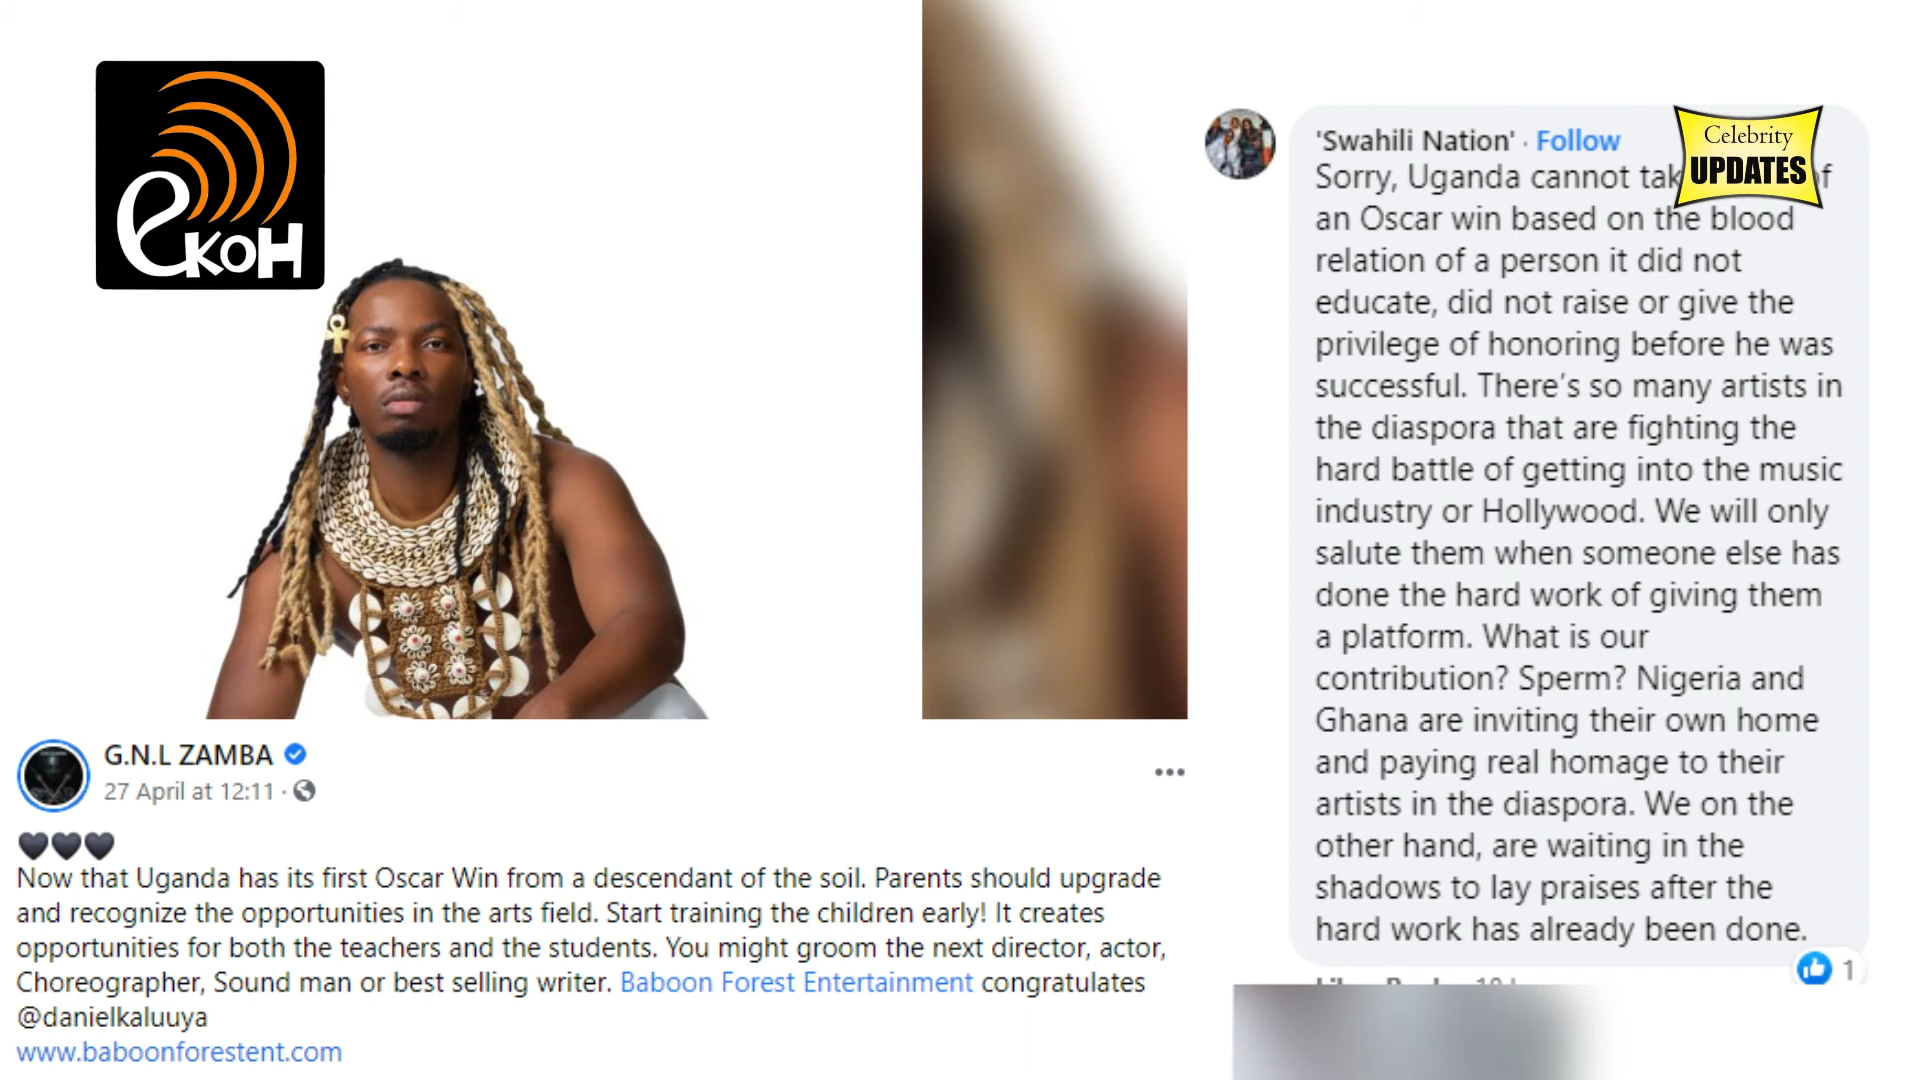 eKOH
G.N.L ZAMBA
27 April at 12:11 ·
Now that Uganda has its first Oscar Win from a descendant of the soil. Parents should upgrade
and recognize the opportunities in the arts field. Start training the children early! It creates
opportunities for both the teachers and the students. You might groom the next director, actor,
Choreographer, Sound man or best selling writer. Baboon Forest Entertainment congratulates
@danielkaluuya
www.baboonforestent.com
'Swahili Nation' · Follow
Celebrity
UPDATES
Sorry, Uganda cannot
an Oscar win based on the blood
relation of a person it did not
educate, did not raise or give the
privilege of honoring before he was
successful. There's so many artists in
the diaspora that are fighting the
hard battle of getting into the music
industry or Hollywood. We will only
salute them when someone else has
done the hard work of giving them
a platform. What is our
contribution? Sperm? Nigeria and
Ghana are inviting their own home
and paying real homage to their
artists in the diaspora. We on the
other hand, are waiting in the
shadows to lay praises after the
hard work has already been done.
1